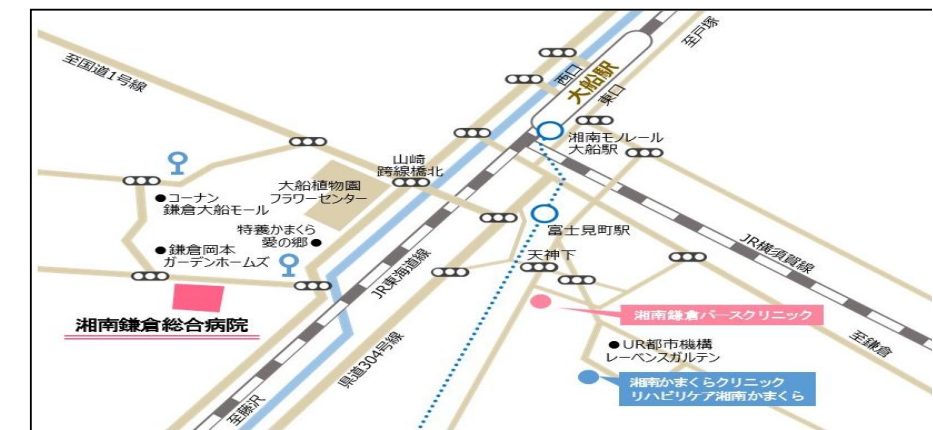 至国道1号線
西口
大船駅
東口
至戸塚
湘南モノレール
大船駅
山崎
跨線橋北
大船植物園
フラワーセンター
●コーナン
鎌倉大船モール
特養かまくら
愛の郷●
富士見町駅
●鎌倉岡本
ガーデンホームズ
天神下
JR横須賀線
JR東海道線
湘南鎌倉総合病院
湘南鎌倉バースクリニック
県道304号線
●UR都市機構
レーベンスガルテン
至鎌倉
湘南かまくらクリニック
リハビリケア湘南かまくら
至藤沢